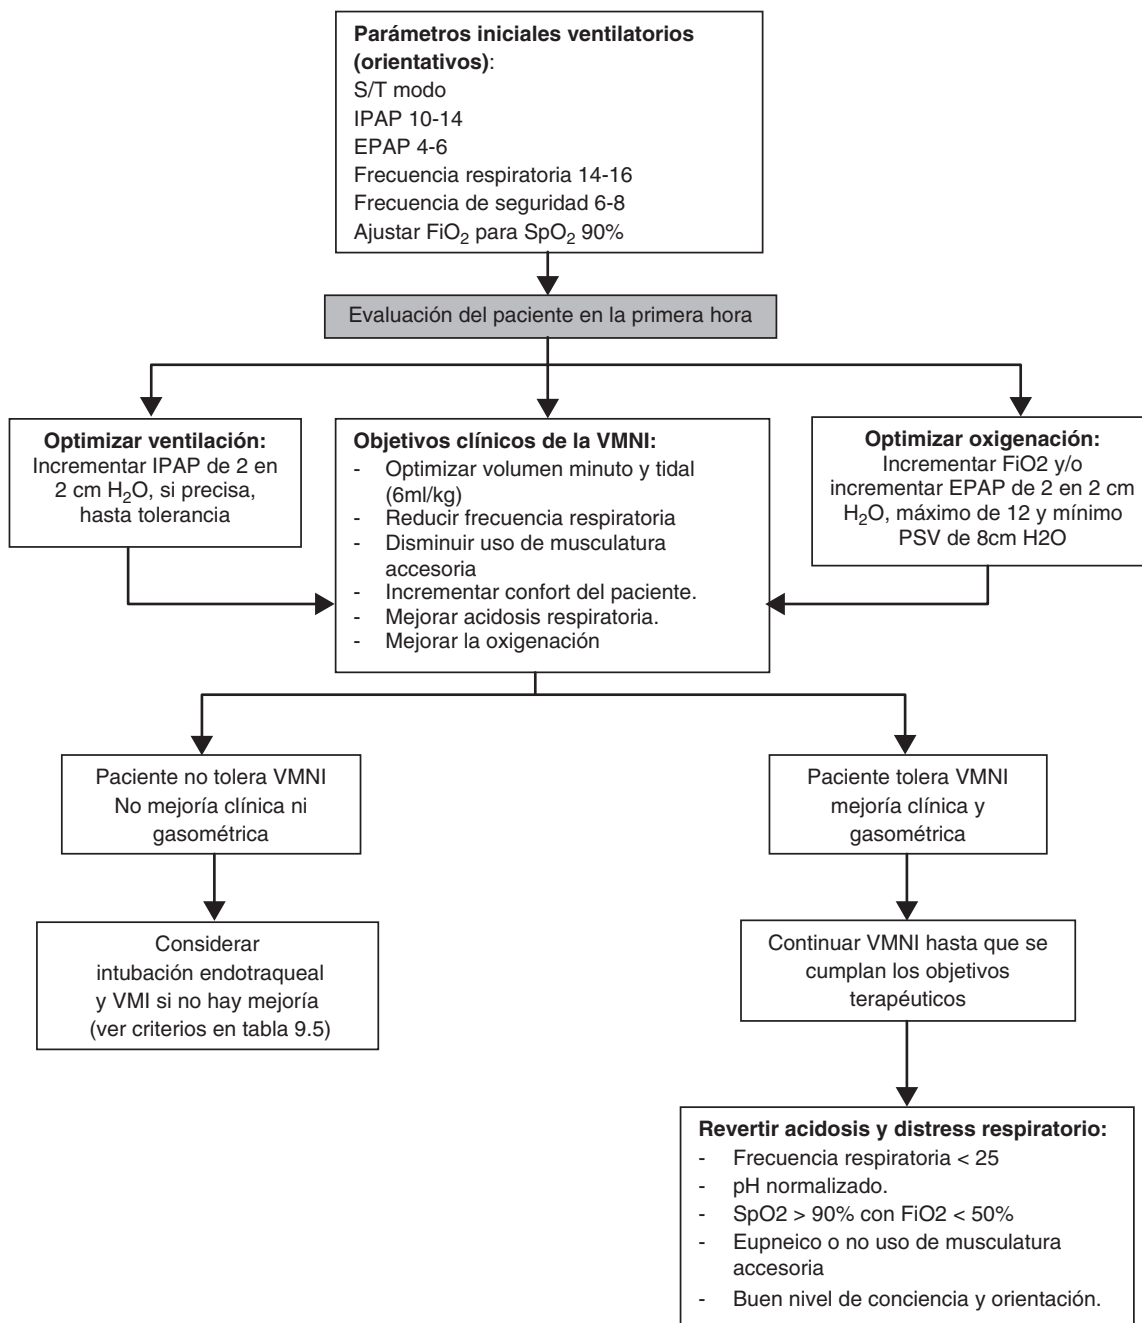 Parámetros iniciales ventilatorios
(orientativos):
S/T modo
IPAP 10-14
EPAP 4-6
Frecuencia respiratoria 14-16
Frecuencia de seguridad 6-8
Ajustar FiO₂ para SpO₂ 90%
Evaluación del paciente en la primera hora
Optimizar ventilación:
Incrementar IPAP de 2 en
2 cm H₂O, si precisa,
hasta tolerancia
Objetivos clínicos de la VMNI:
- Optimizar volumen minuto y tidal
(6ml/kg)
- Reducir frecuencia respiratoria
- Disminuir uso de musculatura
accesoria
- Incrementar confort del paciente.
- Mejorar acidosis respiratoria.
- Mejorar la oxigenación
Optimizar oxigenación:
Incrementar FiO2 y/o
incrementar EPAP de 2 en 2 cm
H₂O, máximo de 12 y mínimo
PSV de 8cm H2O
Paciente no tolera VMNI
No mejoría clínica ni
gasométrica
Paciente tolera VMNI
mejoría clínica y
gasométrica
Considerar
intubación endotraqueal
y VMI si no hay mejoría
(ver criterios en tabla 9.5)
Continuar VMNI hasta que se
cumplan los objetivos
terapéuticos
Revertir acidosis y distress respiratorio:
- Frecuencia respiratoria < 25
- pH normalizado.
- SpO2 > 90% con FiO2 < 50%
- Eupneico o no uso de musculatura
accesoria
- Buen nivel de conciencia y orientación.